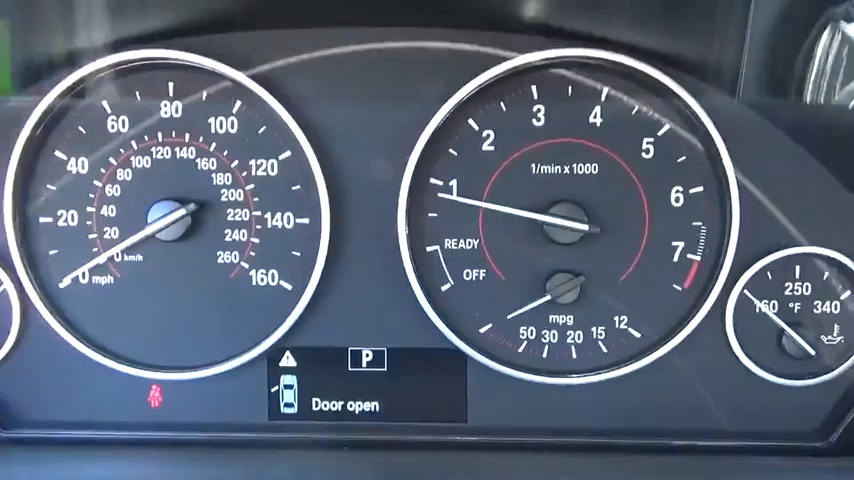 0 20 40 60 80 100 120 140 160
mph
0 20 40 60 80 100 120 140 160 180 200 220 240 260
km/h
1 2 3 4 5 6 7
1/min x 1000
READY
OFF
mpg
50 30 20 15 12
160 250 340
°F
P
Door open